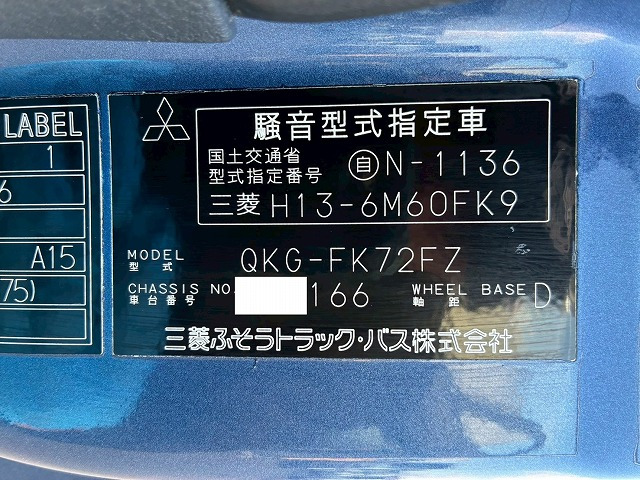 LABEL
1
6
A15
75)
騒音型式指定車
国土交通省
型式指定番号 自N-1136
三菱 H13-6M60FK9
MODEL
型式 QKG-FK72FZ
CHASSIS NO. 166 WHEEL BASE D
車台番号 軸距
三菱ふそうトラック・バス株式会社